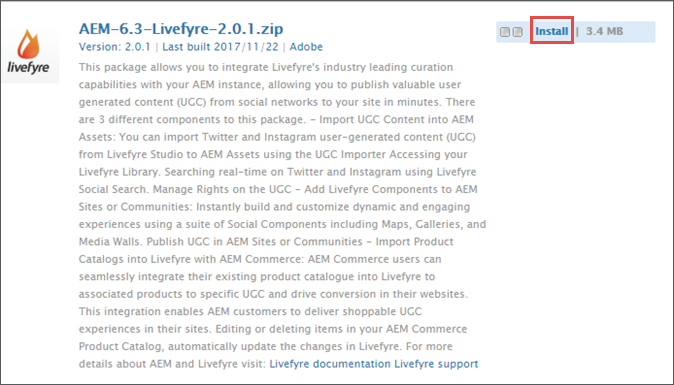 AEM-6.3-Livefyre-2.0.1.zip
Install | 3.4 MB
Version: 2.0.1 | Last built 2017/11/22 | Adobe
livefyre
This package allows you to integrate Livefyre's industry leading curation
capabilities with your AEM instance, allowing you to publish valuable user
generated content (UGC) from social networks to your site in minutes. There
are 3 different components to this package. – Import UGC Content into AEM
Assets: You can import Twitter and Instagram user-generated content (UGC)
from Livefyre Studio to AEM Assets using the UGC Importer Accessing your
Livefyre Library. Searching real-time on Twitter and Instagram using Livefyre
Social Search. Manage Rights on the UGC – Add Livefyre Components to AEM
Sites or Communities: Instantly build and customize dynamic and engaging
experiences using a suite of Social Components including Maps, Galleries, and
Media Walls. Publish UGC in AEM Sites or Communities – Import Product
Catalogs into Livefyre with AEM Commerce: AEM Commerce users can
seamlessly integrate their existing product catalogue into Livefyre to
associated products to specific UGC and drive conversion in their websites.
This integration enables AEM customers to deliver shoppable UGC
experiences in their sites. Editing or deleting items in your AEM Commerce
Product Catalog, automatically update the changes in Livefyre. For more
details about AEM and Livefyre visit: Livefyre documentation Livefyre support